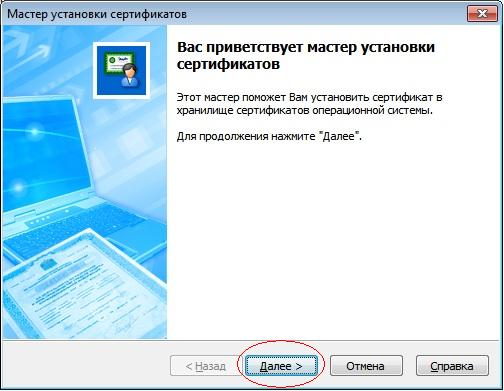 Мастер установки сертификатов
Вас приветствует мастер установки
сертификатов
Этот мастер поможет Вам установить сертификат в
хранилище сертификатов операционной системы.
Для продолжения нажмите "Далее".
< Назад
Далее >
Отмена
Справка